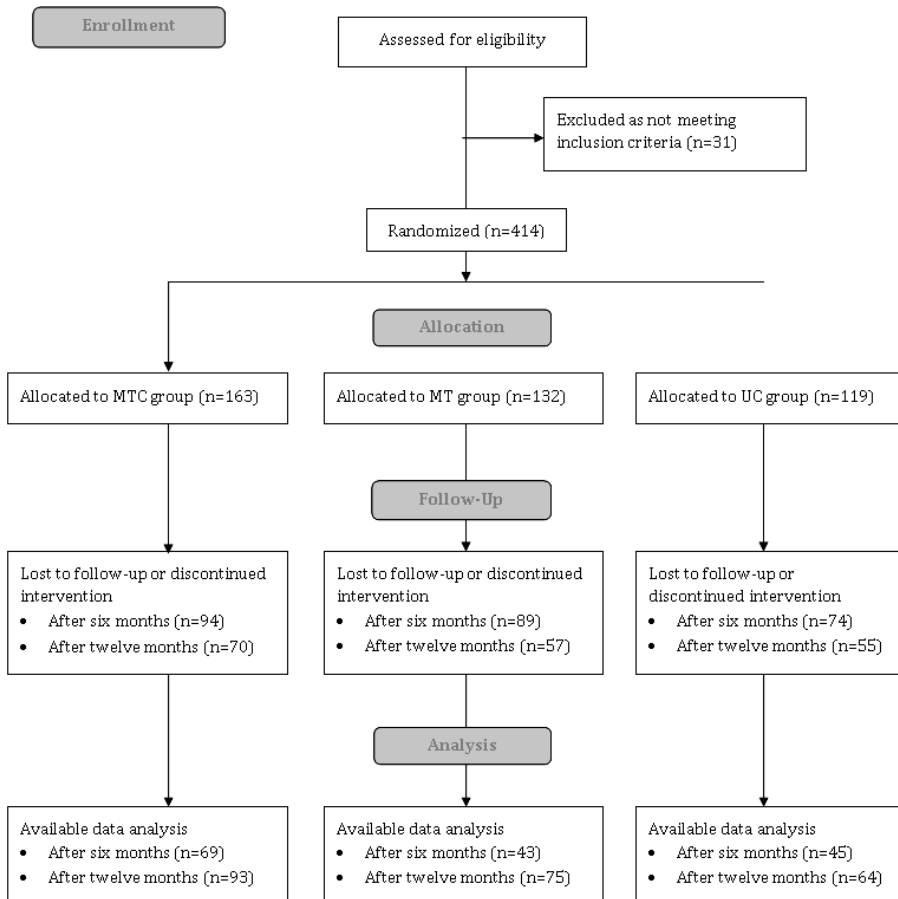 Enrollment
Assessed for eligibility
Excluded as not meeting
inclusion criteria (n=31)
Randomized (n=414)
Allocation
Allocated to MTC group (n=163)
Allocated to MT group (n=132)
Allocated to UC group (n=119)
Follow-Up
Lost to follow-up or discontinued
intervention
• After six months (n=94)
• After twelve months (n=70)
Lost to follow-up or discontinued
intervention
• After six months (n=89)
• After twelve months (n=57)
Lost to follow-up or
discontinued intervention
• After six months (n=74)
• After twelve months (n=55)
Analysis
Available data analysis
• After six months (n=69)
• After twelve months (n=93)
Available data analysis
• After six months (n=43)
• After twelve months (n=75)
Available data analysis
• After six months (n=45)
• After twelve months (n=64)